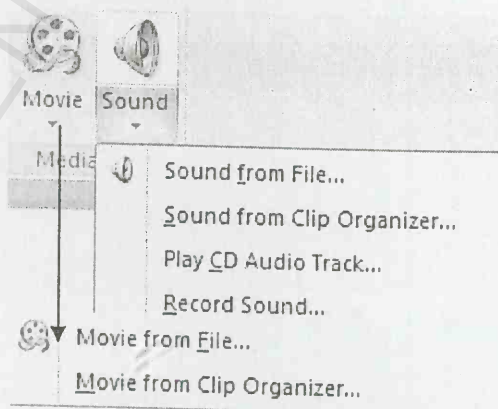 Movie Sound
Media
Sound from File...
Sound from Clip Organizer...
Play CD Audio Track...
Record Sound...
Movie from File...
Movie from Clip Organizer...